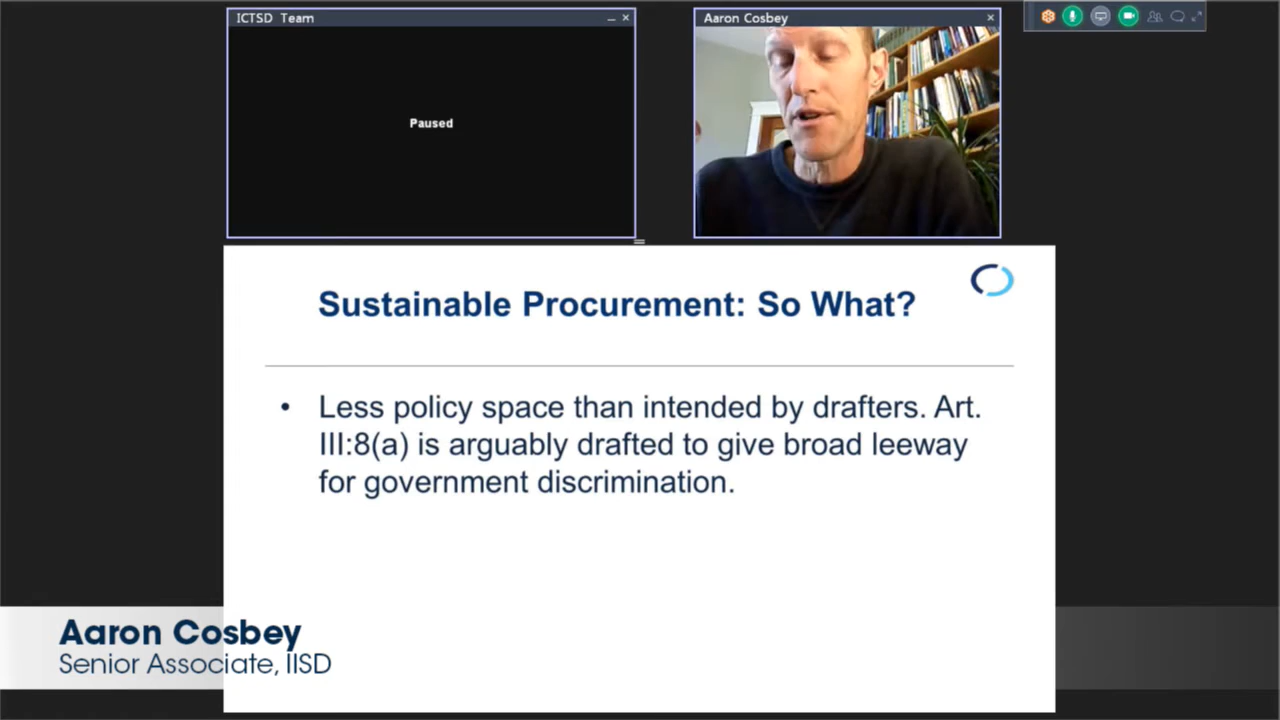 ICTSD Team
Aaron Cosbey
Paused
Sustainable Procurement: So What?
• Less policy space than intended by drafters. Art.
III:8(a) is arguably drafted to give broad leeway
for government discrimination.
Aaron Cosbey
Senior Associate, IISD